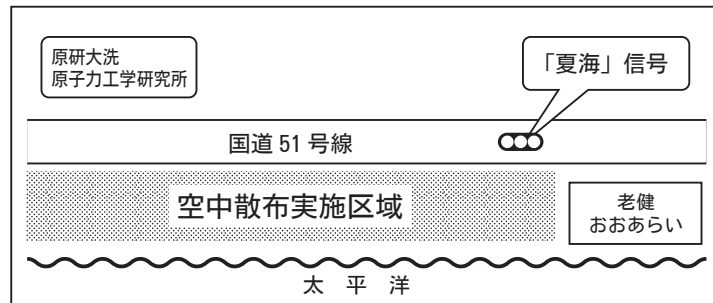 原研大洗
原子力工学研究所
「夏海」信号
国道 51 号線
空中散布実施区域
老健
おおあらい
太 平 洋